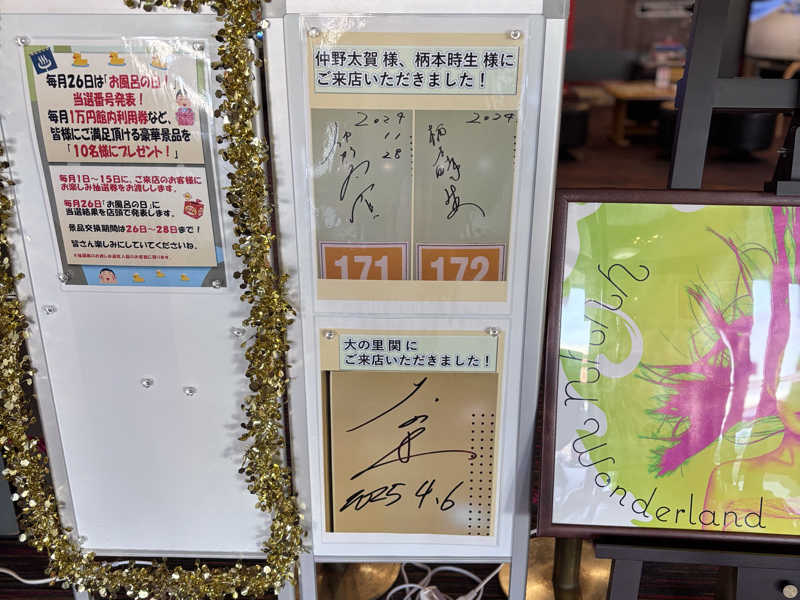 毎月26日は「お風呂の日」
当選番号発表！
毎月1万円館内利用券など、
皆様にご満足頂ける豪華景品を
「10名様にプレゼント！」
毎月1日～15日に、ご来店のお客様に
お楽しみ抽選券をお渡しします。
毎月26日「お風呂の日」に
当選結果を店頭で発表します。
景品交換期間は26日～28日まで！
皆さん楽しみにしていてくださいね。
仲野太賀 様、柄本時生 様に
ご来店いただきました！
2024
11
28
171
2024
172
大の里 関 に
ご来店いただきました！
2025 4.6
Wonderland